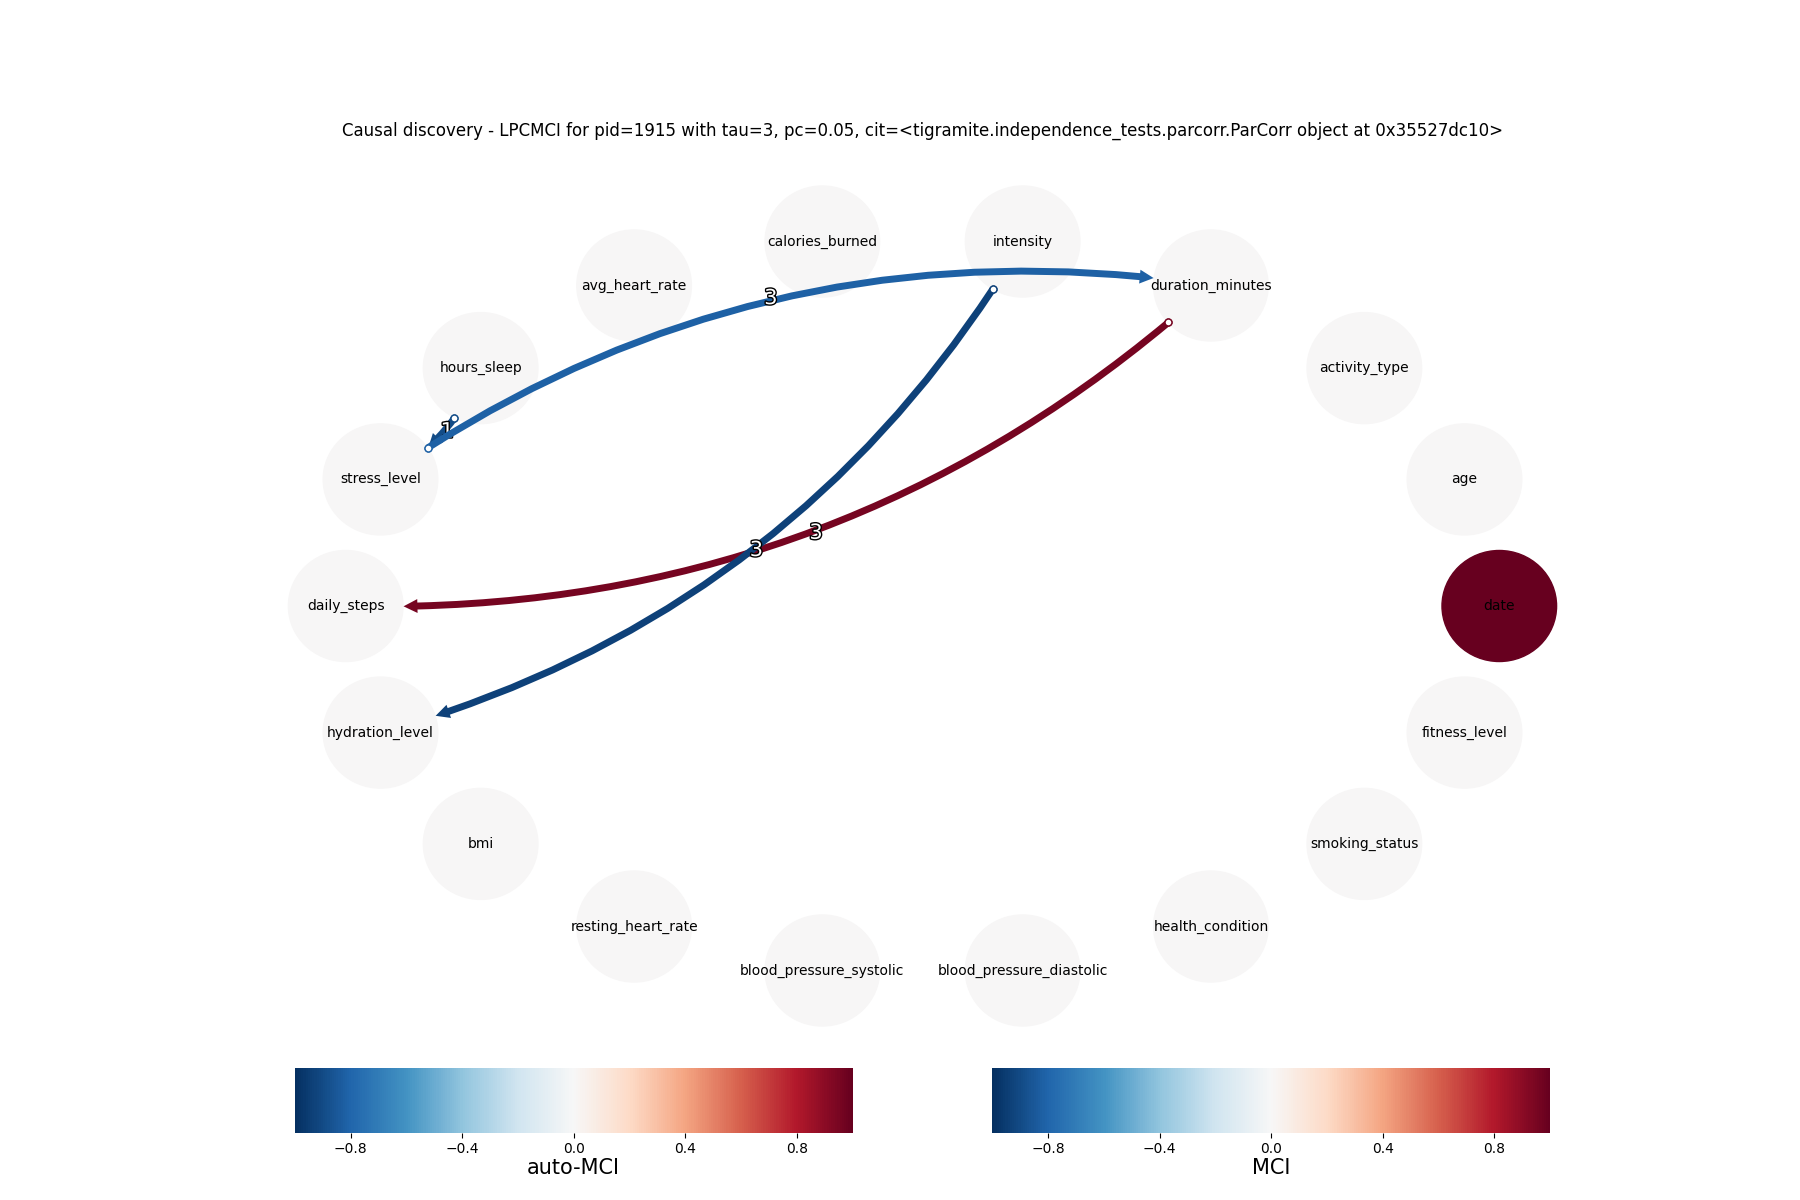 Causal discovery - LPCMCI for pid=1915 with tau=3, pc=0.05, cit=<tigramite.independence_tests.parcorr.ParCorr object at 0x35527dc10>
calories_burned
intensity
avg_heart_rate
duration_minutes
3
hours_sleep
activity_type
1
stress_level
age
3
3
daily_steps
date
hydration_level
fitness_level
bmi
smoking_status
resting_heart_rate
health_condition
blood_pressure_systolic
blood_pressure_diastolic
−0.8 −0.4 0.0 0.4 0.8
auto-MCI
−0.8 −0.4 0.0 0.4 0.8
MCI